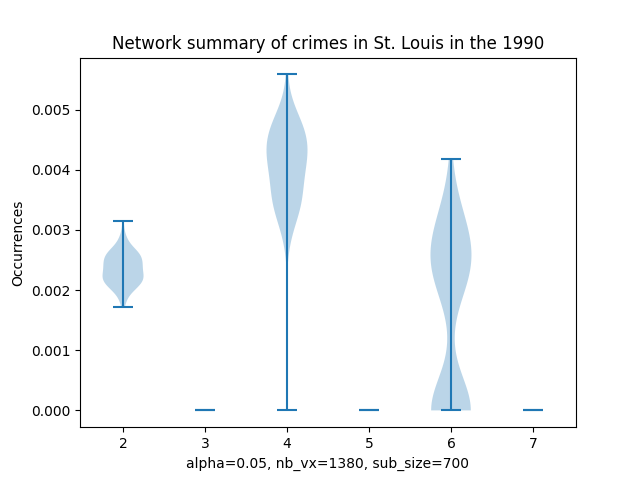 Network summary of crimes in St. Louis in the 1990
Occurrences
0.005
0.004
0.003
0.002
0.001
0.000
2 3 4 5 6 7
alpha=0.05, nb_vx=1380, sub_size=700